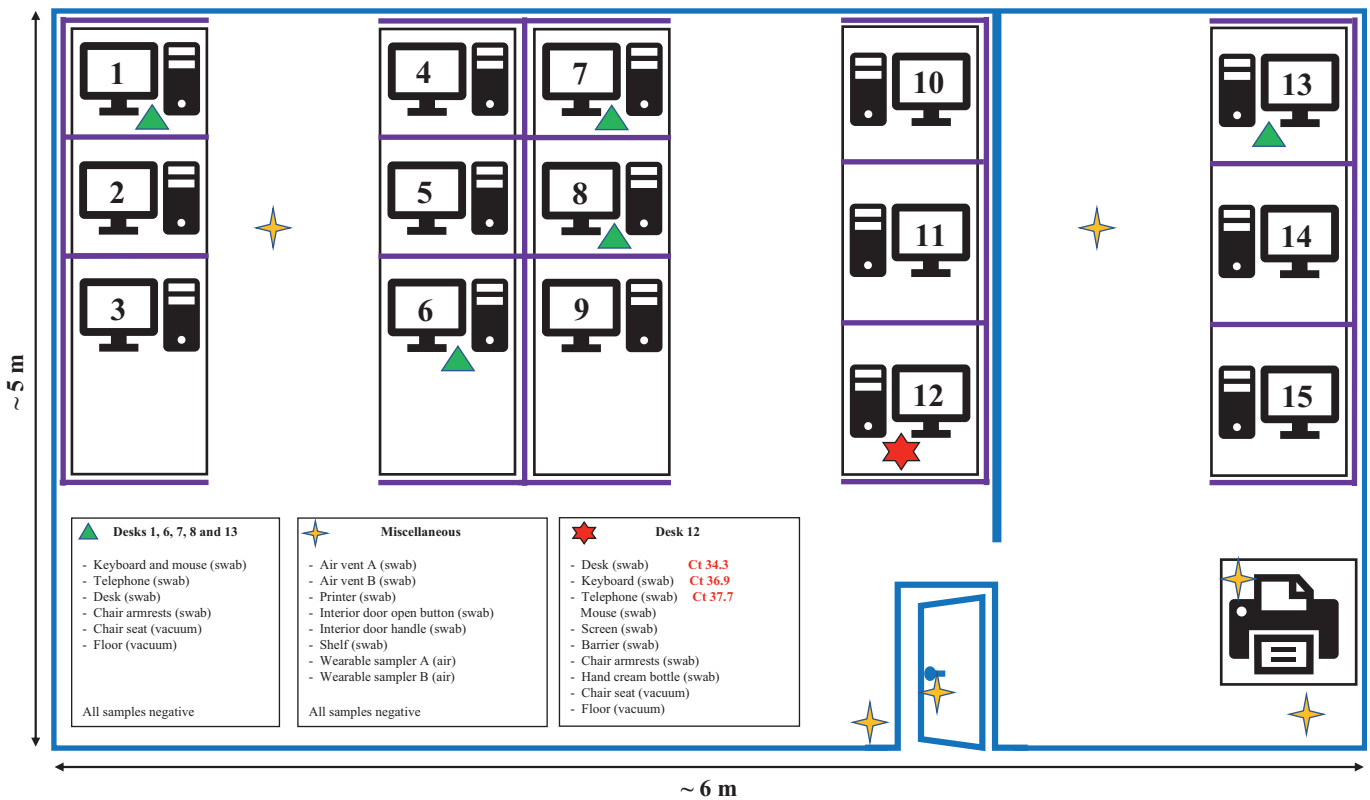 1
4
7
10
13
2
5
8
11
14
3
6
9
12
15
~ 5 m
Desks 1, 6, 7, 8 and 13
- Keyboard and mouse (swab)
- Telephone (swab)
- Desk (swab)
- Chair armrests (swab)
- Chair seat (vacuum)
- Floor (vacuum)
All samples negative
Miscellaneous
- Air vent A (swab)
- Air vent B (swab)
- Printer (swab)
- Interior door open button (swab)
- Interior door handle (swab)
- Shelf (swab)
- Wearable sampler A (air)
- Wearable sampler B (air)
All samples negative
Desk 12
- Desk (swab) Ct 34.3
- Keyboard (swab) Ct 36.9
- Telephone (swab) Ct 37.7
Mouse (swab)
- Screen (swab)
- Barrier (swab)
- Chair armrests (swab)
- Hand cream bottle (swab)
- Chair seat (vacuum)
- Floor (vacuum)
~ 6 m